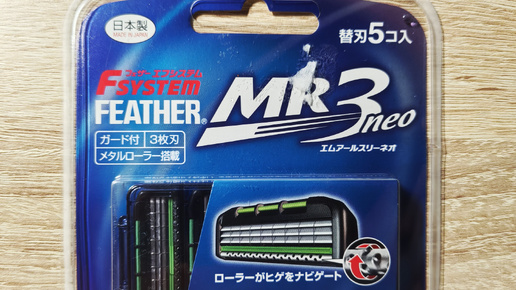 日本製
MADE IN JAPAN
替刃5コ入
フェザー エフシステム
F SYSTEM
FEATHER®
MR3 neo
エムアールスリーネオ
ガード付 3枚刃
メタルローラー搭載
ローラーがヒゲをナビゲート